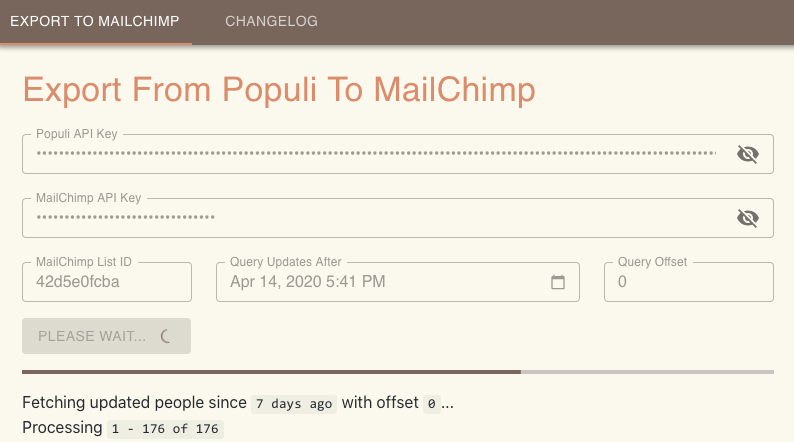 EXPORT TO MAILCHIMP CHANGELOG
Export From Populi To MailChimp
Populi API Key
MailChimp API Key
MailChimp List ID Query Updates After Query Offset
42d5e0fcba Apr 14, 2020 5:41 PM 0
PLEASE WAIT...
Fetching updated people since 7 days ago with offset 0...
Processing 1 - 176 of 176